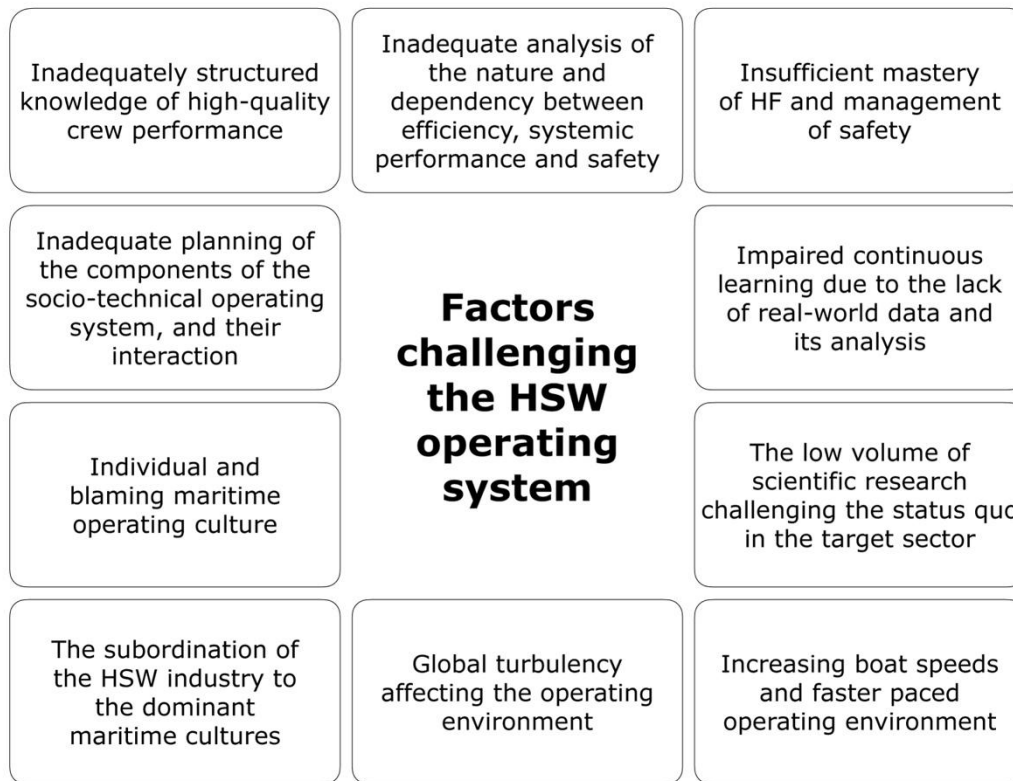 Inadequately structured
knowledge of high-quality
crew performance
Inadequate analysis of
the nature and
dependency between
efficiency, systemic
performance and safety
Insufficient mastery
of HF and management
of safety
Inadequate planning of
the components of the
socio-technical operating
system, and their
interaction
Factors
challenging
the HSW
operating
system
Impaired continuous
learning due to the lack
of real-world data and
its analysis
Individual and
blaming maritime
operating culture
The low volume of
scientific research
challenging the status quo
in the target sector
The subordination of
the HSW industry to
the dominant
maritime cultures
Global turbulency
affecting the operating
environment
Increasing boat speeds
and faster paced
operating environment